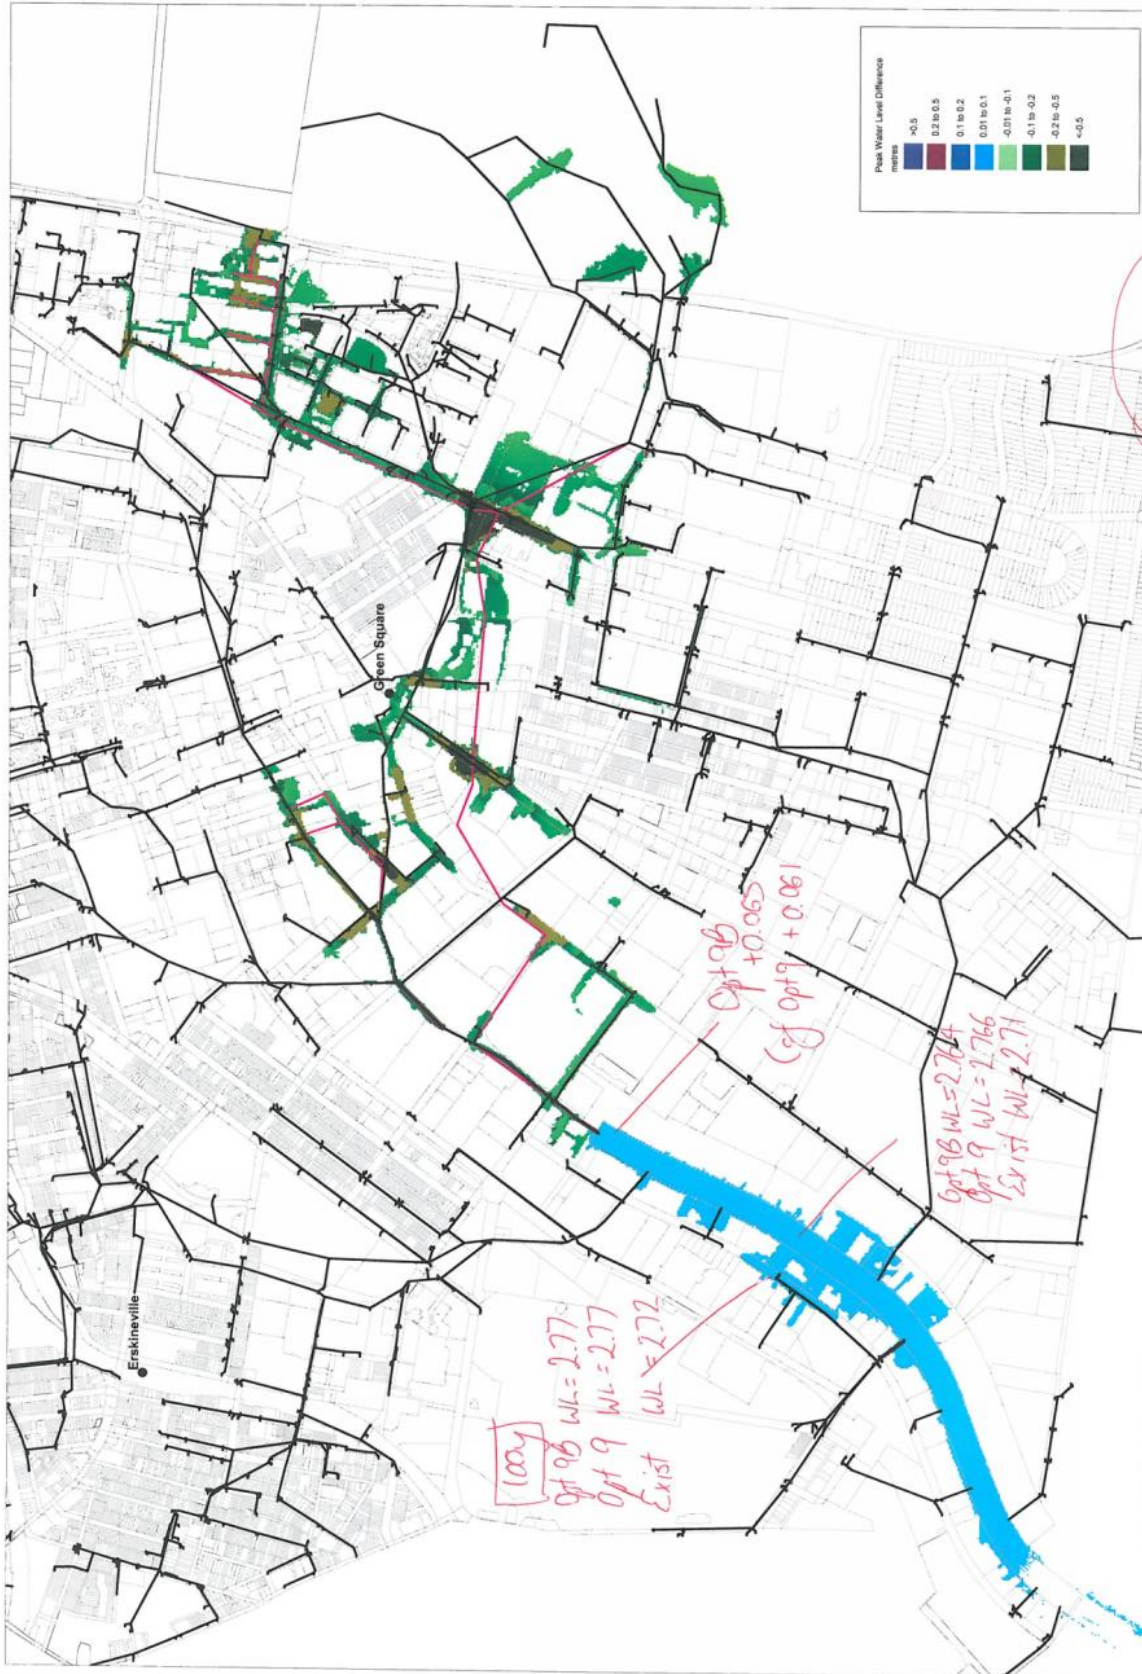 Peak Water Level Difference
metres
>0.5
0.2 to 0.5
0.1 to 0.2
0.01 to 0.1
-0.01 to -0.1
-0.1 to -0.2
-0.2 to -0.5
<-0.5
Green Square
Erskineville
Opt 9B
+0.065
(cf Opt 9 +0.061
Opt 9B WL = 2.764
Opt 9 WL = 2.766
Exist WL = 2.71
100y
Opt 9B WL = 2.77
Opt 9 WL = 2.77
Exist WL = 2.72